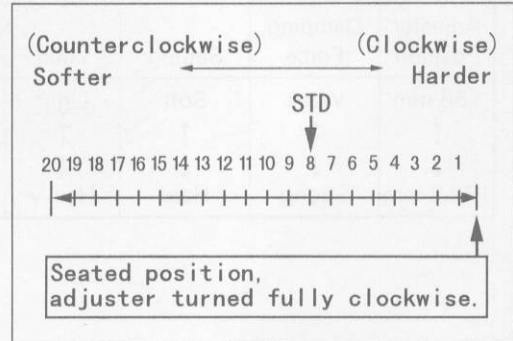 (Counterclockwise) (Clockwise)
Softer Harder
STD
20 19 18 17 16 15 14 13 12 11 10 9 8 7 6 5 4 3 2 1
Seated position,
adjuster turned fully clockwise.